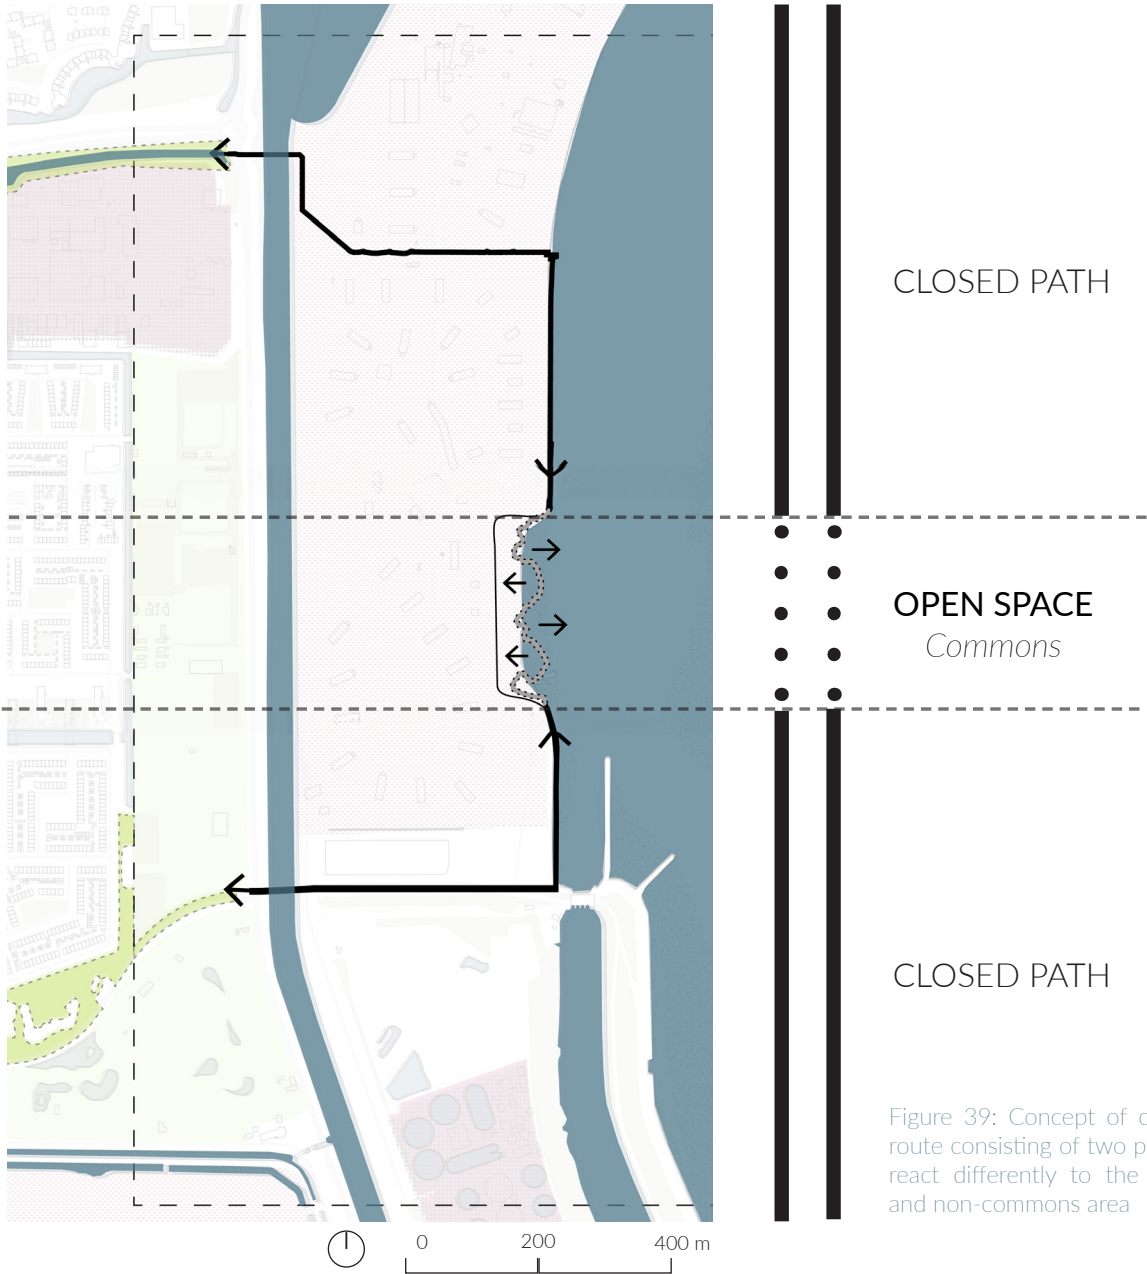 CLOSED PATH
OPEN SPACE
Commons
CLOSED PATH
Figure 39: Concept of
route consisting of two
react differently to the
and non-commons area
0 200 400 m